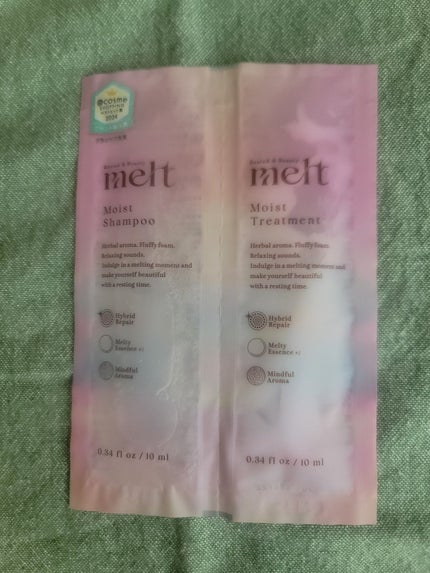 @cosme
SHOPPING
2024
melt
Moist
Shampoo
Herbal aroma. Fluffy foam.
Relaxing sounds.
Indulge in a melting moment and
make yourself beautiful
with a resting time.
Hybrid
Repair
Melty
Essence
Mindful
Aroma
0.34 fl oz / 10 ml
melt
Moist
Treatment
Herbal aroma. Fluffy foam.
Relaxing sounds.
Indulge in a melting moment and
make yourself beautiful
with a resting time.
Hybrid
Repair
Melty
Essence
Mindful
Aroma
0.34 fl oz / 10 ml